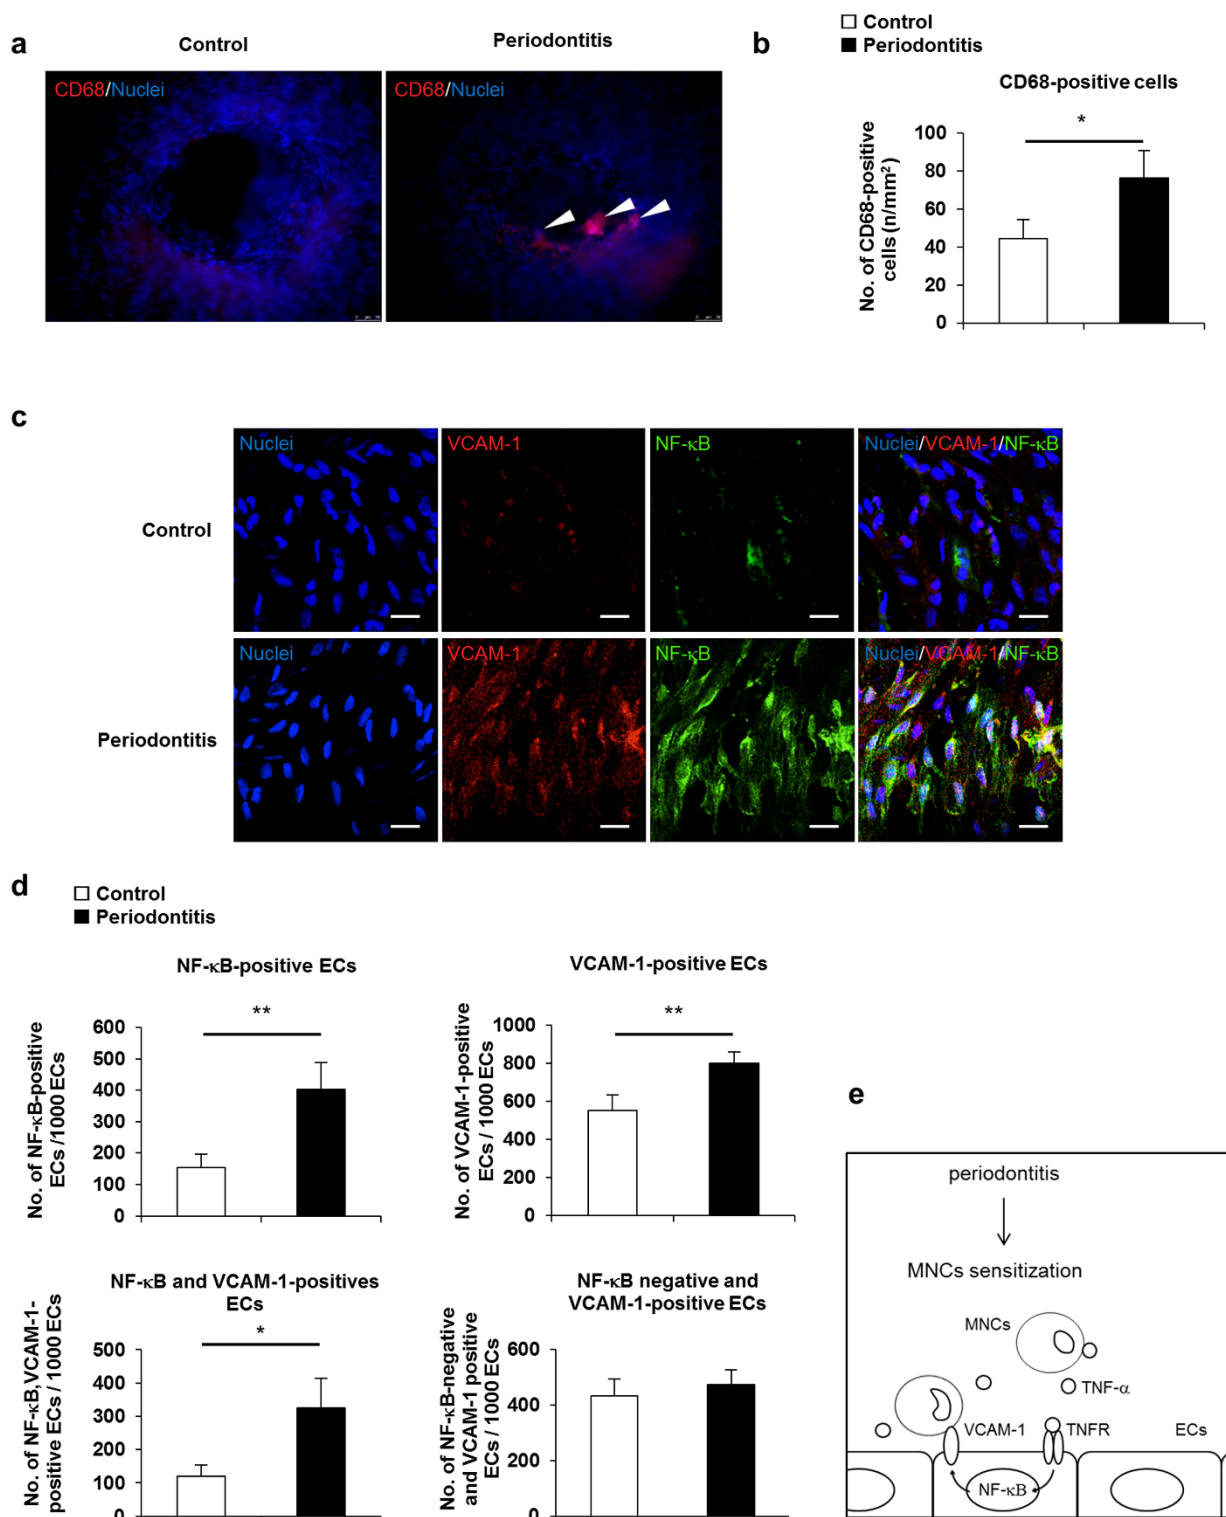 a
Control
Periodontitis
CD68/Nuclei
CD68/Nuclei
b
Control
Periodontitis
CD68-positive cells
*
No. of CD68-positive
cells (n/mm²)
100
80
60
40
20
0
c
Nuclei
VCAM-1
NF-κB
Nuclei/VCAM-1/NF-κB
Control
Nuclei
VCAM-1
NF-κB
Nuclei/VCAM-1/NF-κB
Periodontitis
d
Control
Periodontitis
NF-κB-positive ECs
**
No. of NF-κB-positive
ECs /1000 ECs
600
500
400
300
200
100
0
VCAM-1-positive ECs
**
No. of VCAM-1-positive
ECs / 1000 ECs
1000
800
600
400
200
0
NF-κB and VCAM-1-positives
ECs
*
No. of NF-κB,VCAM-1-
positive ECs / 1000 ECs
500
400
300
200
100
0
NF-κB negative and
VCAM-1-positive ECs
No. of NF-κB-negative
and VCAM-1 positive
ECs / 1000 ECs
600
400
200
0
e
periodontitis
MNCs sensitization
MNCs
TNF-α
VCAM-1
TNFR
ECs
NF-κB